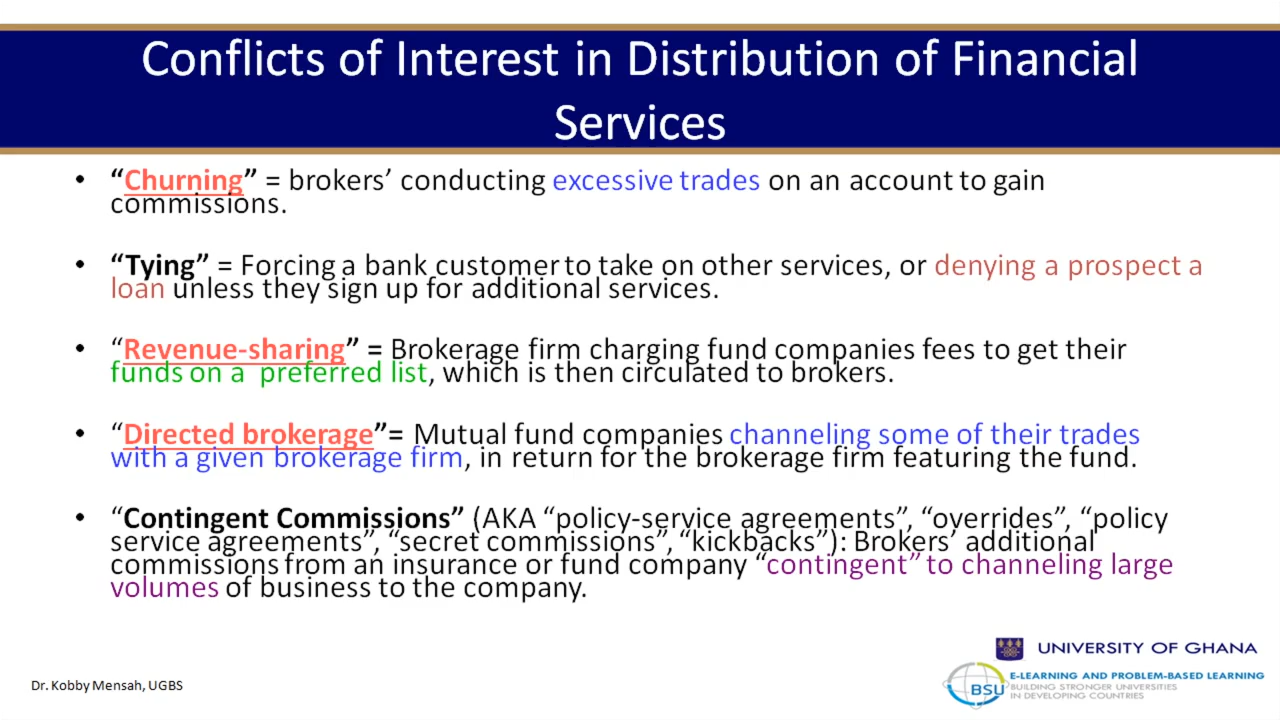 Conflicts of Interest in Distribution of Financial
Services
• “Churning” = brokers’ conducting excessive trades on an account to gain
commissions.
• “Tying” = Forcing a bank customer to take on other services, or denying a prospect a
loan unless they sign up for additional services.
• “Revenue-sharing” = Brokerage firm charging fund companies fees to get their
funds on a preferred list, which is then circulated to brokers.
• “Directed brokerage”= Mutual fund companies channeling some of their trades
with a given brokerage firm, in return for the brokerage firm featuring the fund.
• “Contingent Commissions” (AKA “policy-service agreements”, “overrides”, “policy
service agreements”, “secret commissions”, “kickbacks”): Brokers’ additional
commissions from an insurance or fund company “contingent” to channeling large
volumes of business to the company.
UNIVERSITY OF GHANA
Dr. Kobby Mensah, UGBS
BSU
E-LEARNING AND PROBLEM-BASED LEARNING
BUILDING STRONGER UNIVERSITIES
IN DEVELOPING COUNTRIES